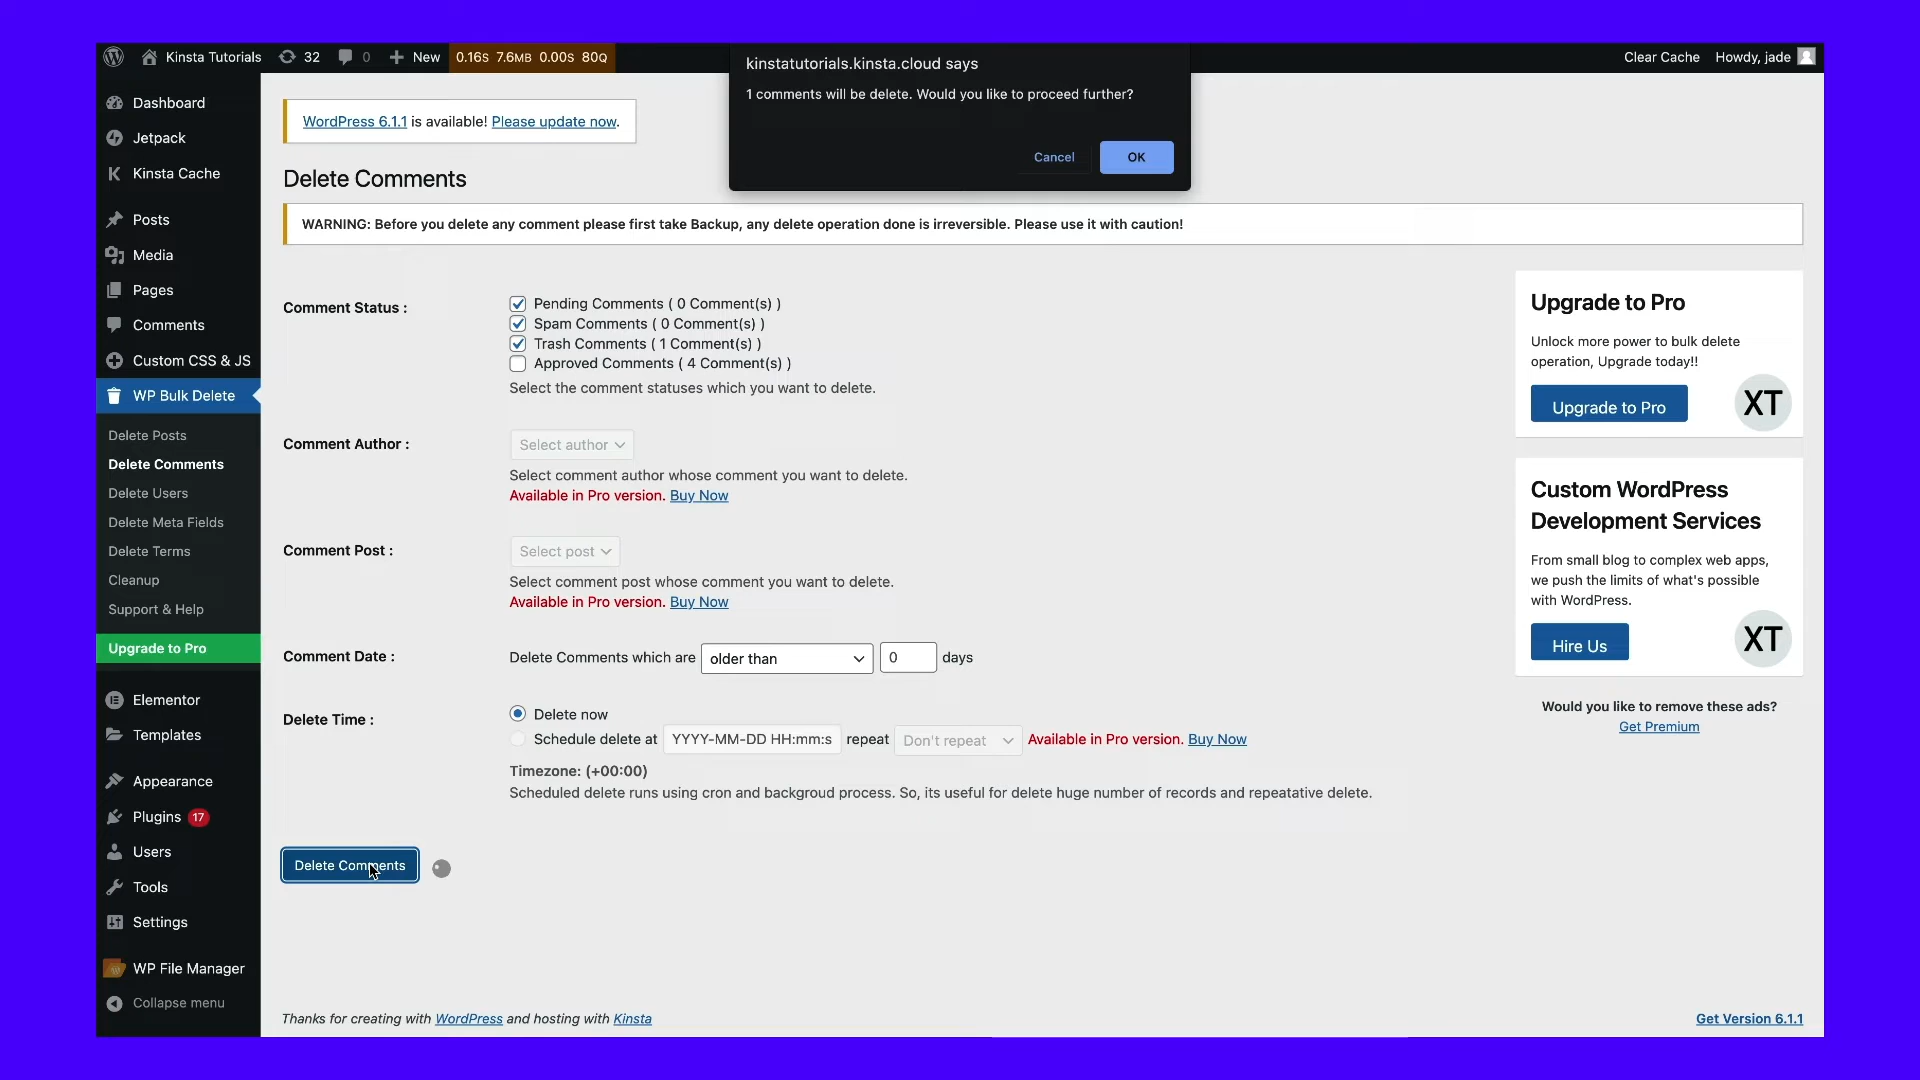 Kinsta Tutorials 32 0 New 0.16S 7.6MB 0.00S 80Q
Clear Cache Howdy, jade
kinstatutorials.kinsta.cloud says
1 comments will be delete. Would you like to proceed further?
Cancel OK
Dashboard
Jetpack
Kinsta Cache
Posts
Media
Pages
Comments
Custom CSS & JS
WP Bulk Delete
Delete Posts
Delete Comments
Delete Users
Delete Meta Fields
Delete Terms
Cleanup
Support & Help
Upgrade to Pro
Elementor
Templates
Appearance
Plugins 17
Users
Tools
Settings
WP File Manager
Collapse menu
WordPress 6.1.1 is available! Please update now.
Delete Comments
WARNING: Before you delete any comment please first take Backup, any delete operation done is irreversible. Please use it with caution!
Comment Status :
Pending Comments ( 0 Comment(s) )
Spam Comments ( 0 Comment(s) )
Trash Comments ( 1 Comment(s) )
Approved Comments ( 4 Comment(s) )
Select the comment statuses which you want to delete.
Comment Author :
Select author
Select comment author whose comment you want to delete.
Available in Pro version. Buy Now
Comment Post :
Select post
Select comment post whose comment you want to delete.
Available in Pro version. Buy Now
Comment Date :
Delete Comments which are older than 0 days
Delete Time :
Delete now
Schedule delete at YYYY-MM-DD HH:mm:s repeat Don't repeat Available in Pro version. Buy Now
Timezone: (+00:00)
Scheduled delete runs using cron and backgroud process. So, its useful for delete huge number of records and repeatative delete.
Delete Comments
Upgrade to Pro
Unlock more power to bulk delete
operation, Upgrade today!!
Upgrade to Pro XT
Custom WordPress
Development Services
From small blog to complex web apps,
we push the limits of what's possible
with WordPress.
Hire Us XT
Would you like to remove these ads?
Get Premium
Thanks for creating with WordPress and hosting with Kinsta
Get Version 6.1.1